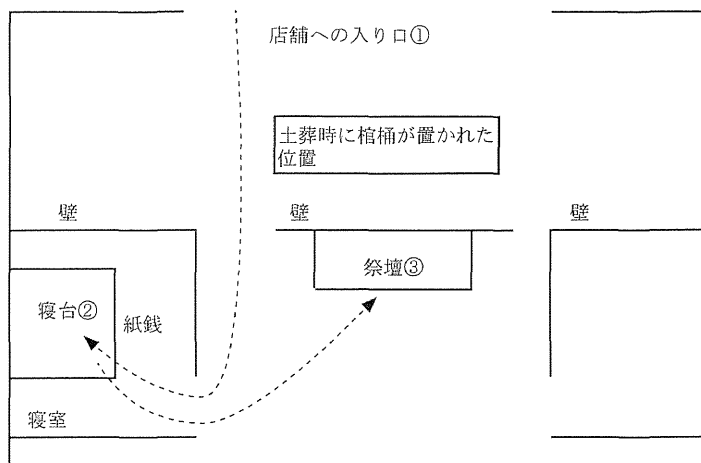 店舗への入り口①
土葬時に棺桶が置かれた
位置
壁
壁
壁
祭壇③
寝台②
紙銭
寝室